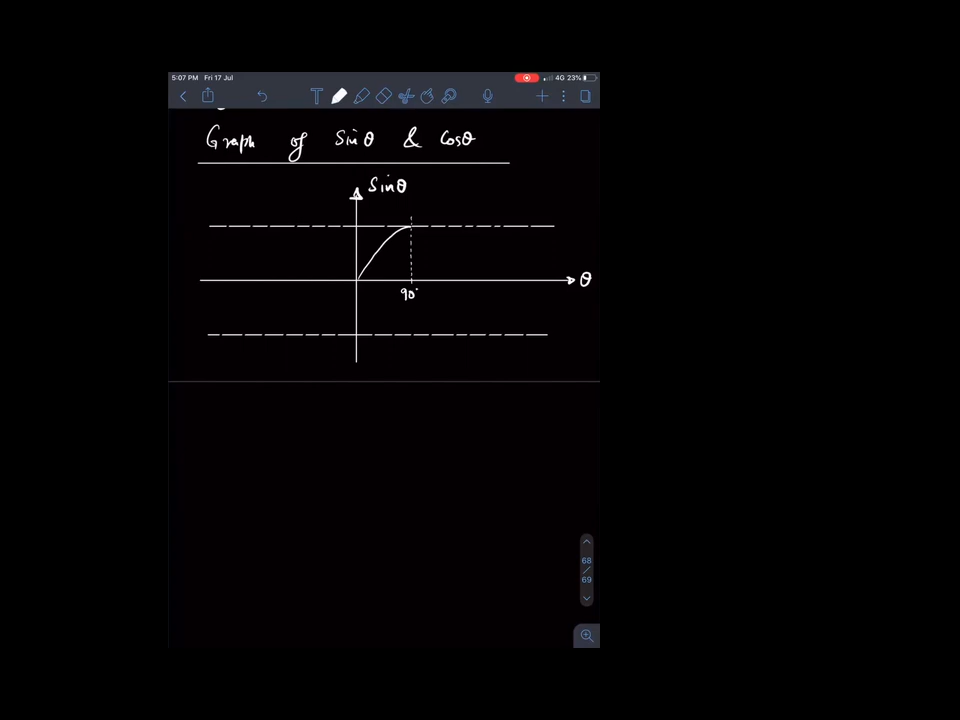 5:07 PM Fri 17 Jul 4G 23%
T
Graph of Sinθ & Cosθ
Sinθ
θ
90°
68
/
69